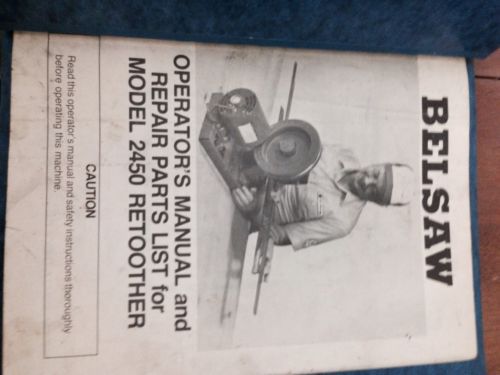 BELSAW
OPERATOR'S MANUAL and
REPAIR PARTS LIST for
MODEL 2450 RETOOTHER
CAUTION
Read this operator's manual and safety instructions thoroughly
before operating this machine.